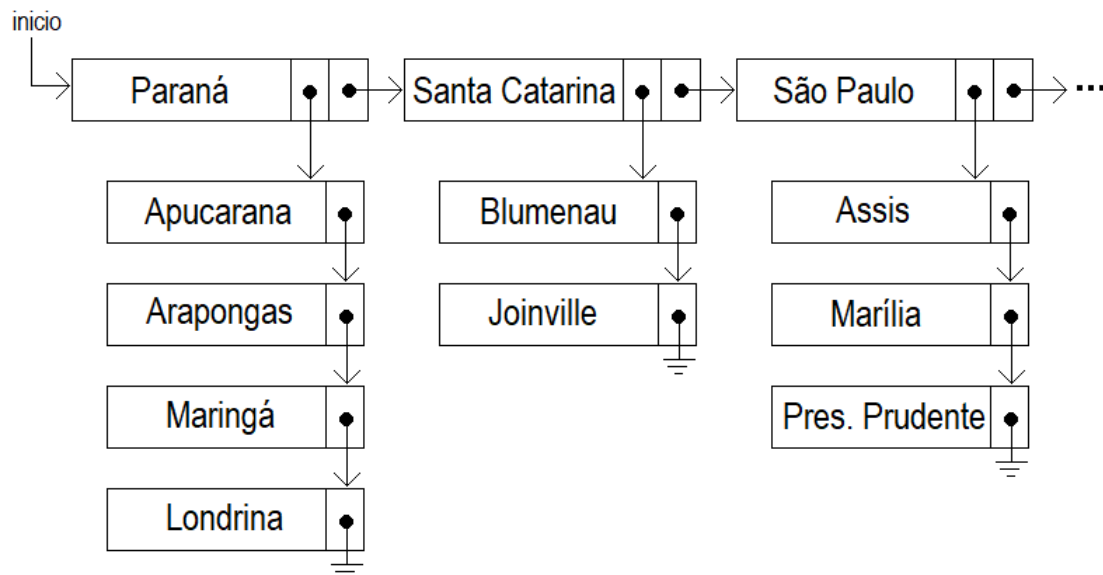 inicio
Paraná
Santa Catarina
São Paulo
...
Apucarana
Blumenau
Assis
Arapongas
Joinville
Marília
Maringá
Pres. Prudente
Londrina